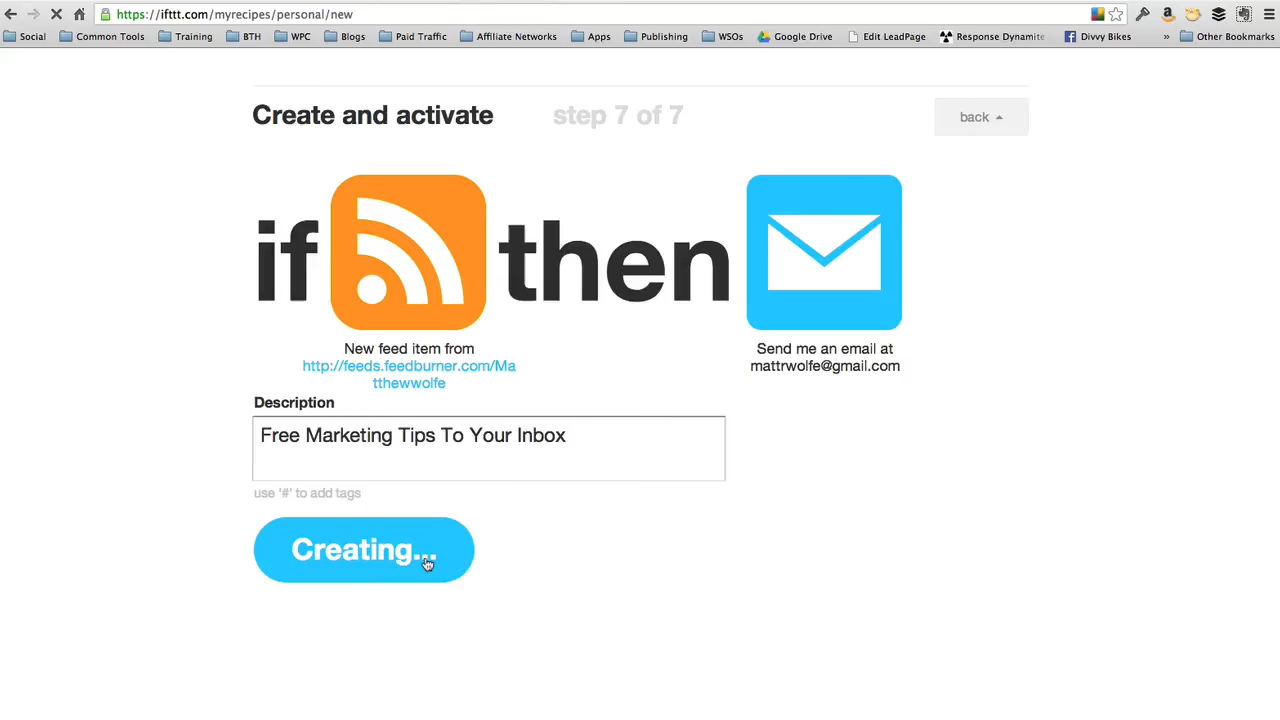 https://ifttt.com/myrecipes/personal/new
Social Common Tools Training BTH WPC Blogs Paid Traffic Affiliate Networks Apps Publishing WSOs Google Drive Edit LeadPage Response Dynamite Divvy Bikes » Other Bookmarks
Create and activate step 7 of 7 back
if then
New feed item from
http://feeds.feedburner.com/Ma
tthewwolfe
Send me an email at
mattrwolfe@gmail.com
Description
Free Marketing Tips To Your Inbox
use '#' to add tags
Creating...